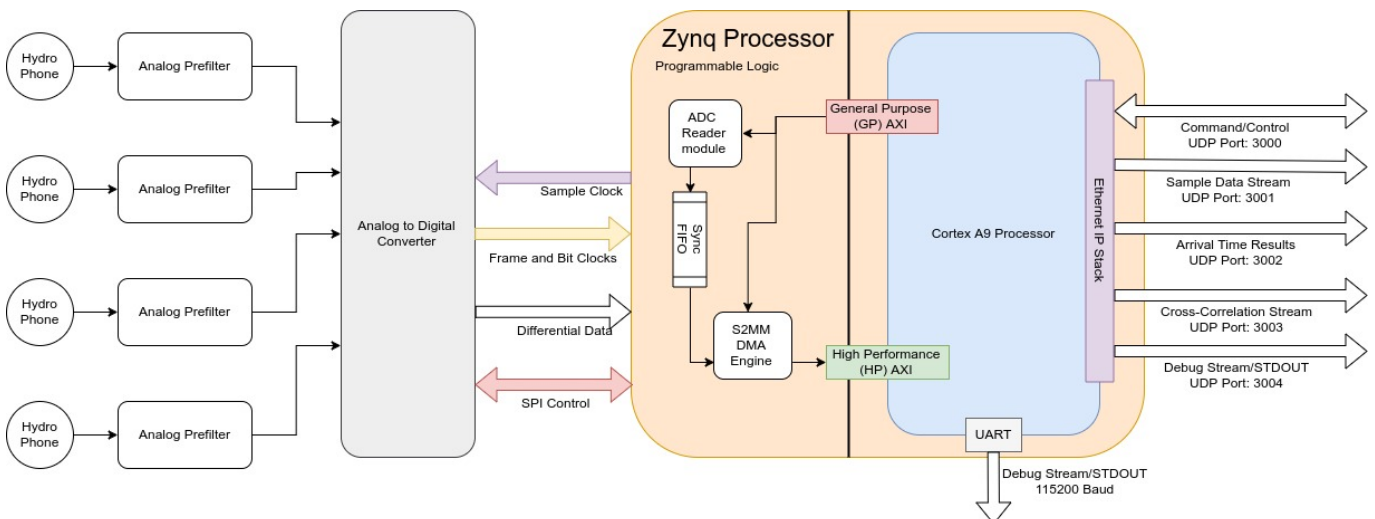 Hydro
Phone
Analog Prefilter
Hydro
Phone
Analog Prefilter
Hydro
Phone
Analog Prefilter
Hydro
Phone
Analog Prefilter
Analog to Digital
Converter
Sample Clock
Frame and Bit Clocks
Differential Data
SPI Control
Zynq Processor
Programmable Logic
ADC
Reader
module
Sync
FIFO
S2MM
DMA
Engine
General Purpose
(GP) AXI
High Performance
(HP) AXI
Cortex A9 Processor
Ethernet IP Stack
UART
Debug Stream/STDOUT
115200 Baud
Command/Control
UDP Port: 3000
Sample Data Stream
UDP Port: 3001
Arrival Time Results
UDP Port: 3002
Cross-Correlation Stream
UDP Port: 3003
Debug Stream/STDOUT
UDP Port: 3004